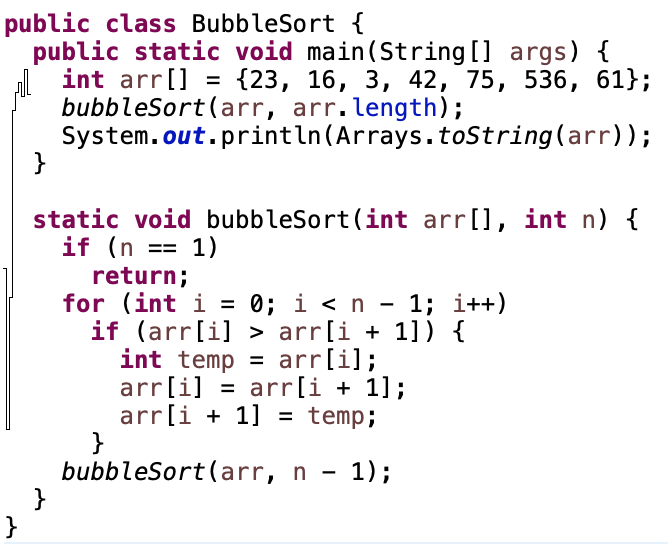 public class BubbleSort {
  public static void main(String[] args) {
    int arr[] = {23, 16, 3, 42, 75, 536, 61};
    bubbleSort(arr, arr.length);
    System.out.println(Arrays.toString(arr));
  }

  static void bubbleSort(int arr[], int n) {
    if (n == 1)
      return;
    for (int i = 0; i < n - 1; i++)
      if (arr[i] > arr[i + 1]) {
        int temp = arr[i];
        arr[i] = arr[i + 1];
        arr[i + 1] = temp;
      }
    bubbleSort(arr, n - 1);
  }
}